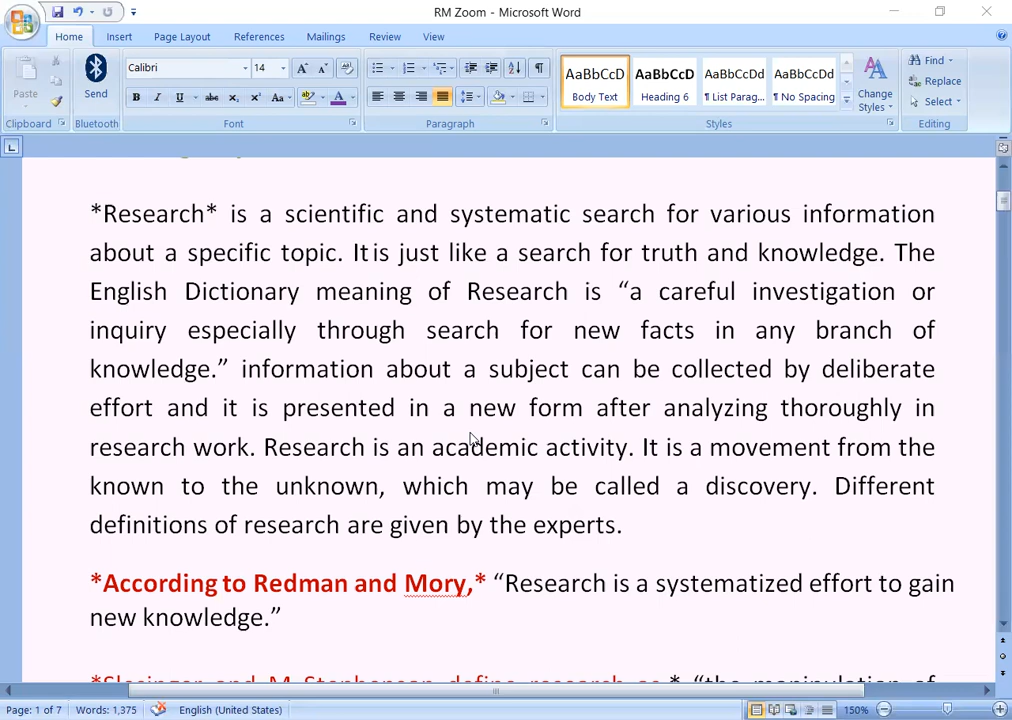 RM Zoom - Microsoft Word
Home Insert Page Layout References Mailings Review View
Calibri 14
Paste Send
AaBbCcD AaBbCcD AaBbCcDd AaBbCcDd
Body Text Heading 6 ¶ List Parag... ¶ No Spacing
Change Styles
Find
Replace
Select
Clipboard Bluetooth Font Paragraph Styles Editing
*Research* is a scientific and systematic search for various information
about a specific topic. It is just like a search for truth and knowledge. The
English Dictionary meaning of Research is “a careful investigation or
inquiry especially through search for new facts in any branch of
knowledge.” information about a subject can be collected by deliberate
effort and it is presented in a new form after analyzing thoroughly in
research work. Research is an academic activity. It is a movement from the
known to the unknown, which may be called a discovery. Different
definitions of research are given by the experts.
*According to Redman and Mory,* “Research is a systematized effort to gain
new knowledge.”
define research as * “the manipulation of
Page: 1 of 7 Words: 1,375 English (United States) 150%